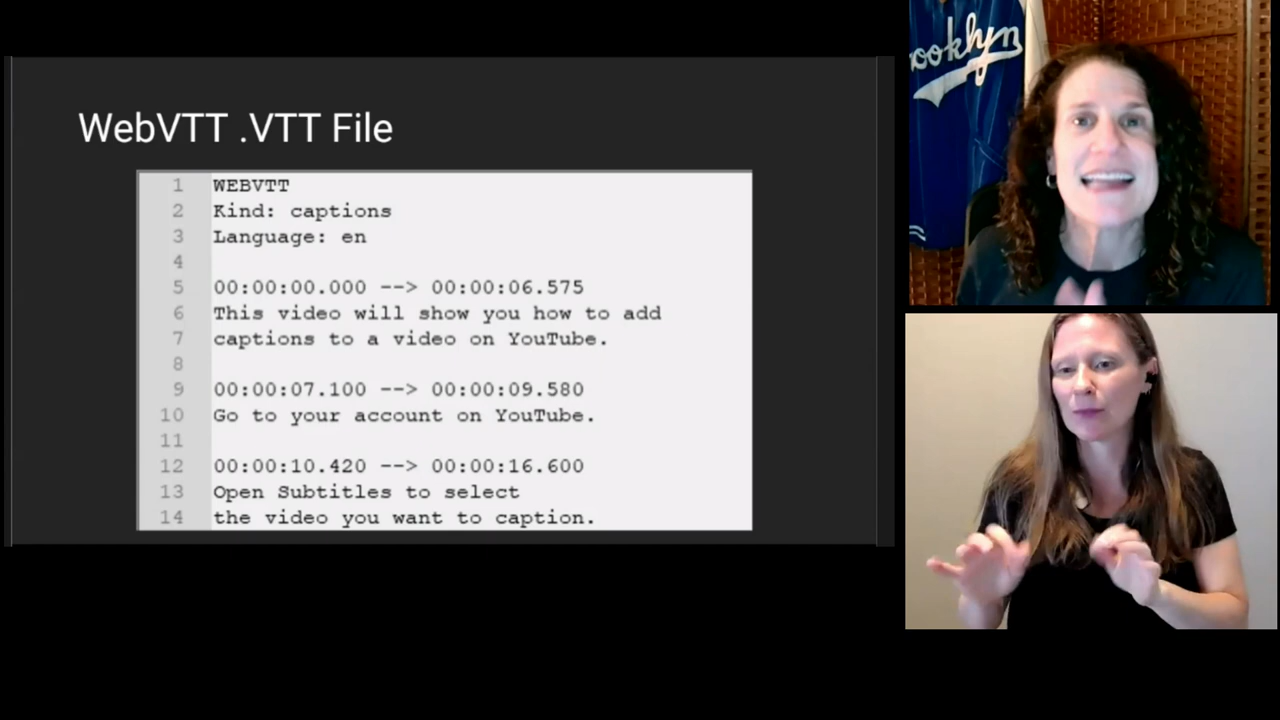 WebVTT .VTT File
1 WEBVTT
2 Kind: captions
3 Language: en
4
5 00:00:00.000 --> 00:00:06.575
6 This video will show you how to add
7 captions to a video on YouTube.
8
9 00:00:07.100 --> 00:00:09.580
10 Go to your account on YouTube.
11
12 00:00:10.420 --> 00:00:16.600
13 Open Subtitles to select
14 the video you want to caption.
ooklyn